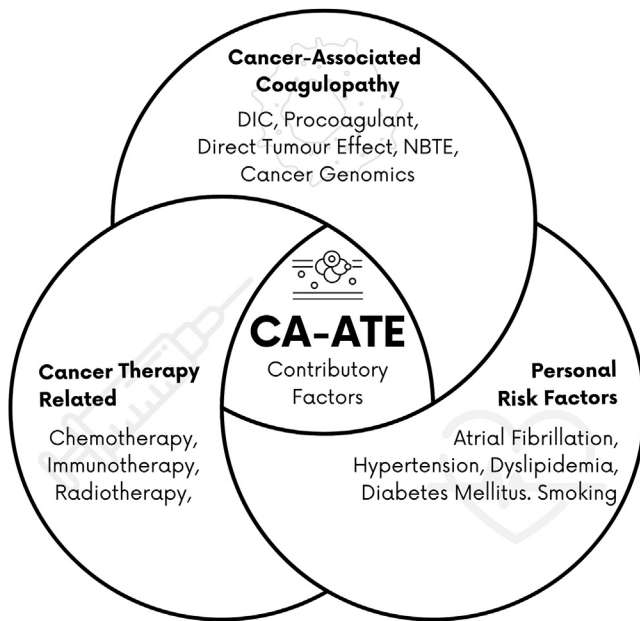 Cancer-Associated
Coagulopathy
DIC, Procoagulant,
Direct Tumour Effect, NBTE,
Cancer Genomics
CA-ATE
Contributory
Factors
Cancer Therapy
Related
Chemotherapy,
Immunotherapy,
Radiotherapy,
Personal
Risk Factors
Atrial Fibrillation,
Hypertension, Dyslipidemia,
Diabetes Mellitus. Smoking